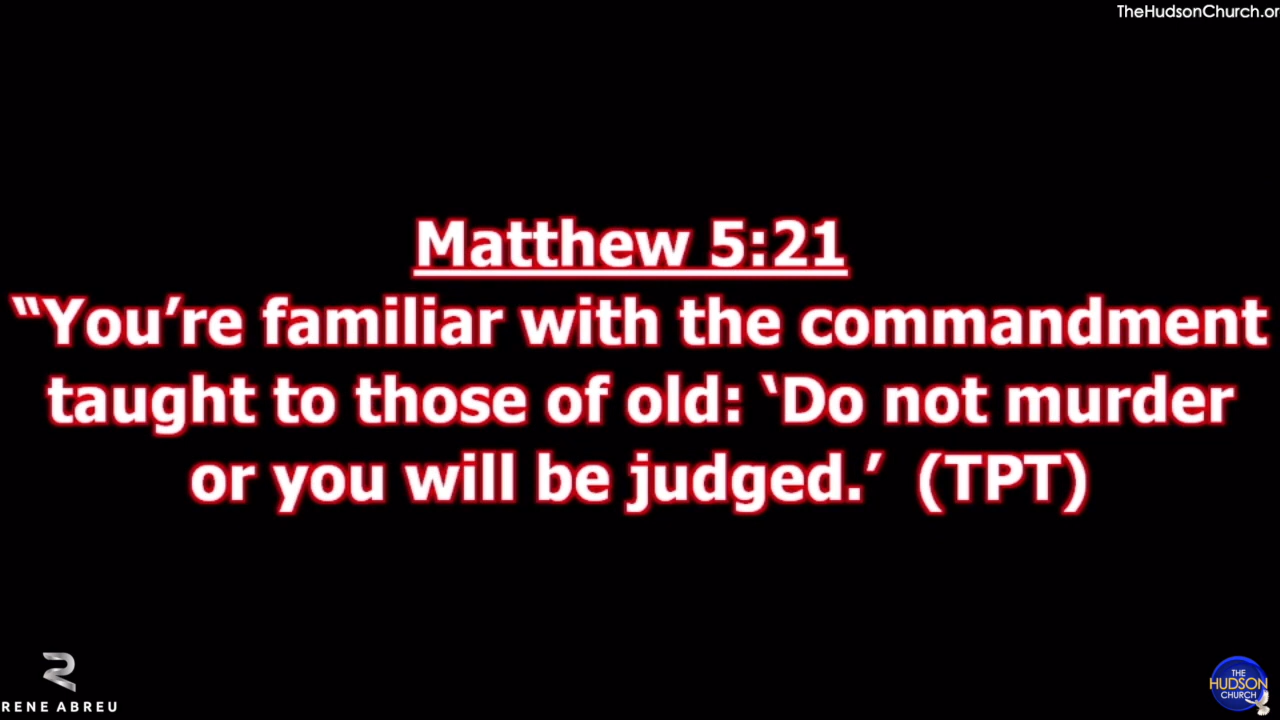 TheHudsonChurch.or
Matthew 5:21
“You’re familiar with the commandment
taught to those of old: ‘Do not murder
or you will be judged.’ (TPT)
RENE ABREU
THE
HUDSON
CHURCH